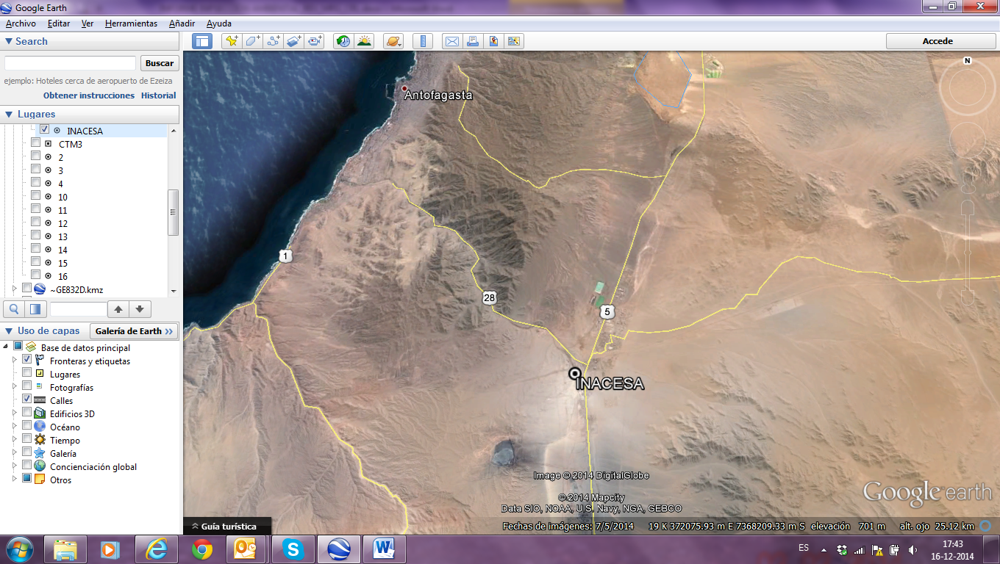 Google Earth
Archivo Editar Ver Herramientas Añadir Ayuda
Search
Buscar
ejemplo: Hoteles cerca de aeropuerto de Ezeiza
Obtener instrucciones Historial
Lugares
INACESA
CTM3
2
3
4
10
11
12
13
14
15
16
~GE832D.kmz
Uso de capas
Galería de Earth »
Base de datos principal
Fronteras y etiquetas
Lugares
Fotografías
Calles
Edificios 3D
Océano
Tiempo
Galería
Concienciación global
Otros
Accede
N
Antofagasta
1
28
5
INACESA
Image © 2014 DigitalGlobe
© 2014 Mapcity
Data SIO, NOAA, U.S. Navy, NGA, GEBCO
Google earth
Guía turística
Fechas de imágenes: 7/5/2014 19 K 372075.93 m E 7368209.33 m S elevación 701 m alt. ojo 25.12 km
ES
17:43
16-12-2014